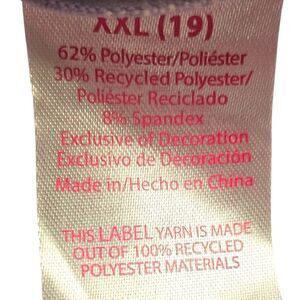 XXL (19)
62% Polyester/Poliéster
30% Recycled Polyester/
Poliéster Reciclado
8% Spandex
Exclusive of Decoration
Exclusivo de Decoración
Made in/Hecho en China
THIS LABEL YARN IS MADE
OUT OF 100% RECYCLED
POLYESTER MATERIALS